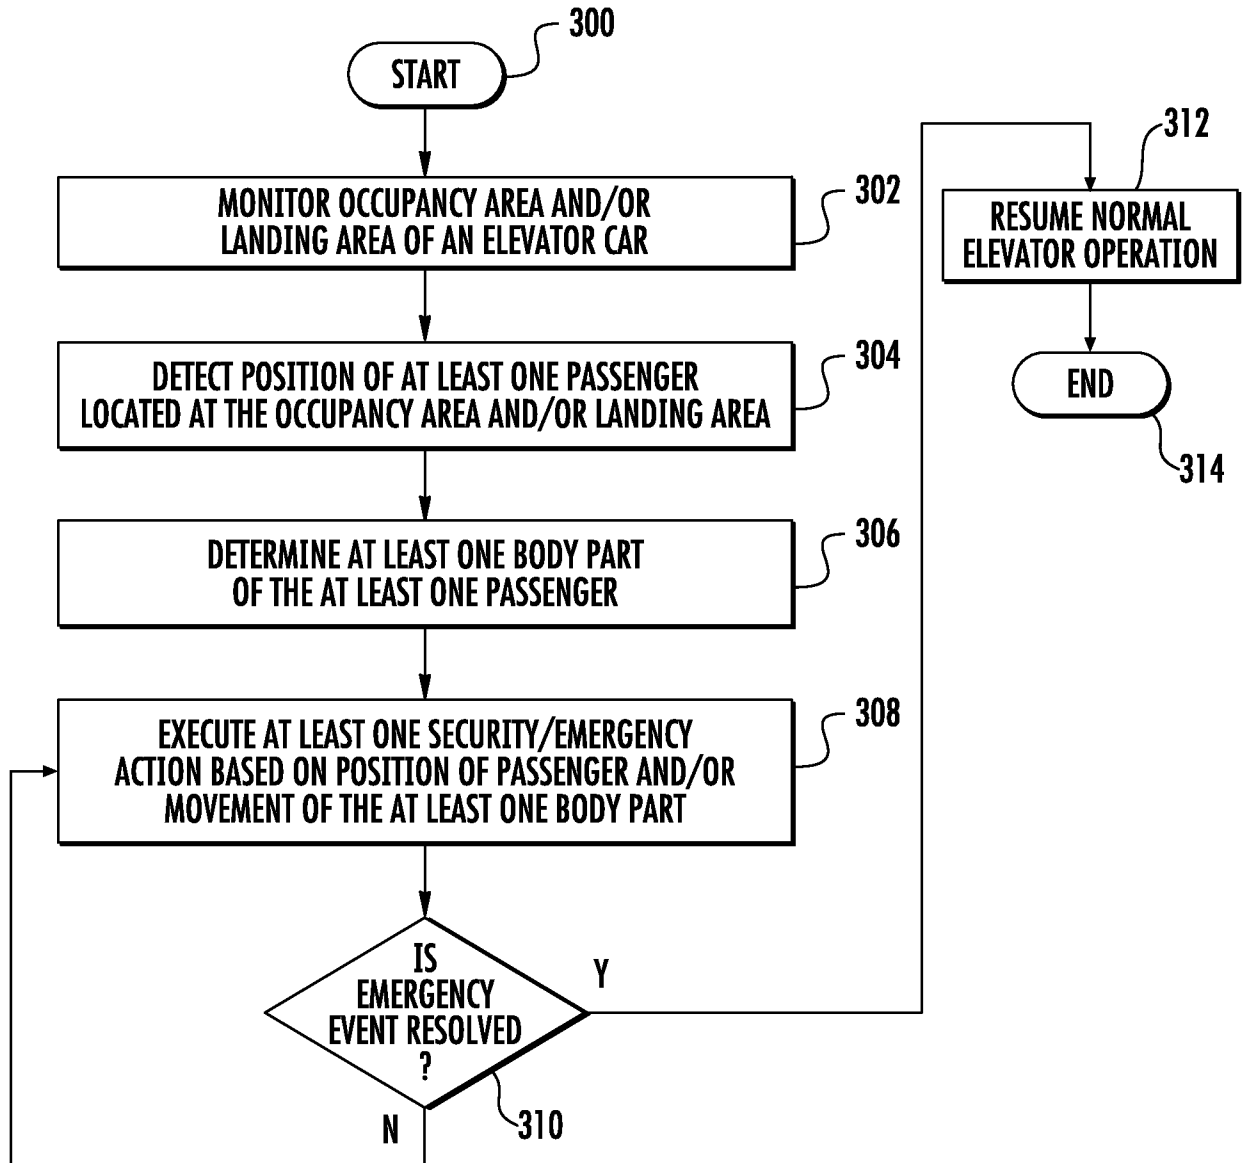 300
START
302
MONITOR OCCUPANCY AREA AND/OR
LANDING AREA OF AN ELEVATOR CAR
304
DETECT POSITION OF AT LEAST ONE PASSENGER
LOCATED AT THE OCCUPANCY AREA AND/OR LANDING AREA
306
DETERMINE AT LEAST ONE BODY PART
OF THE AT LEAST ONE PASSENGER
308
EXECUTE AT LEAST ONE SECURITY/EMERGENCY
ACTION BASED ON POSITION OF PASSENGER AND/OR
MOVEMENT OF THE AT LEAST ONE BODY PART
IS
EMERGENCY
EVENT RESOLVED
?
Y
N
310
312
RESUME NORMAL
ELEVATOR OPERATION
END
314